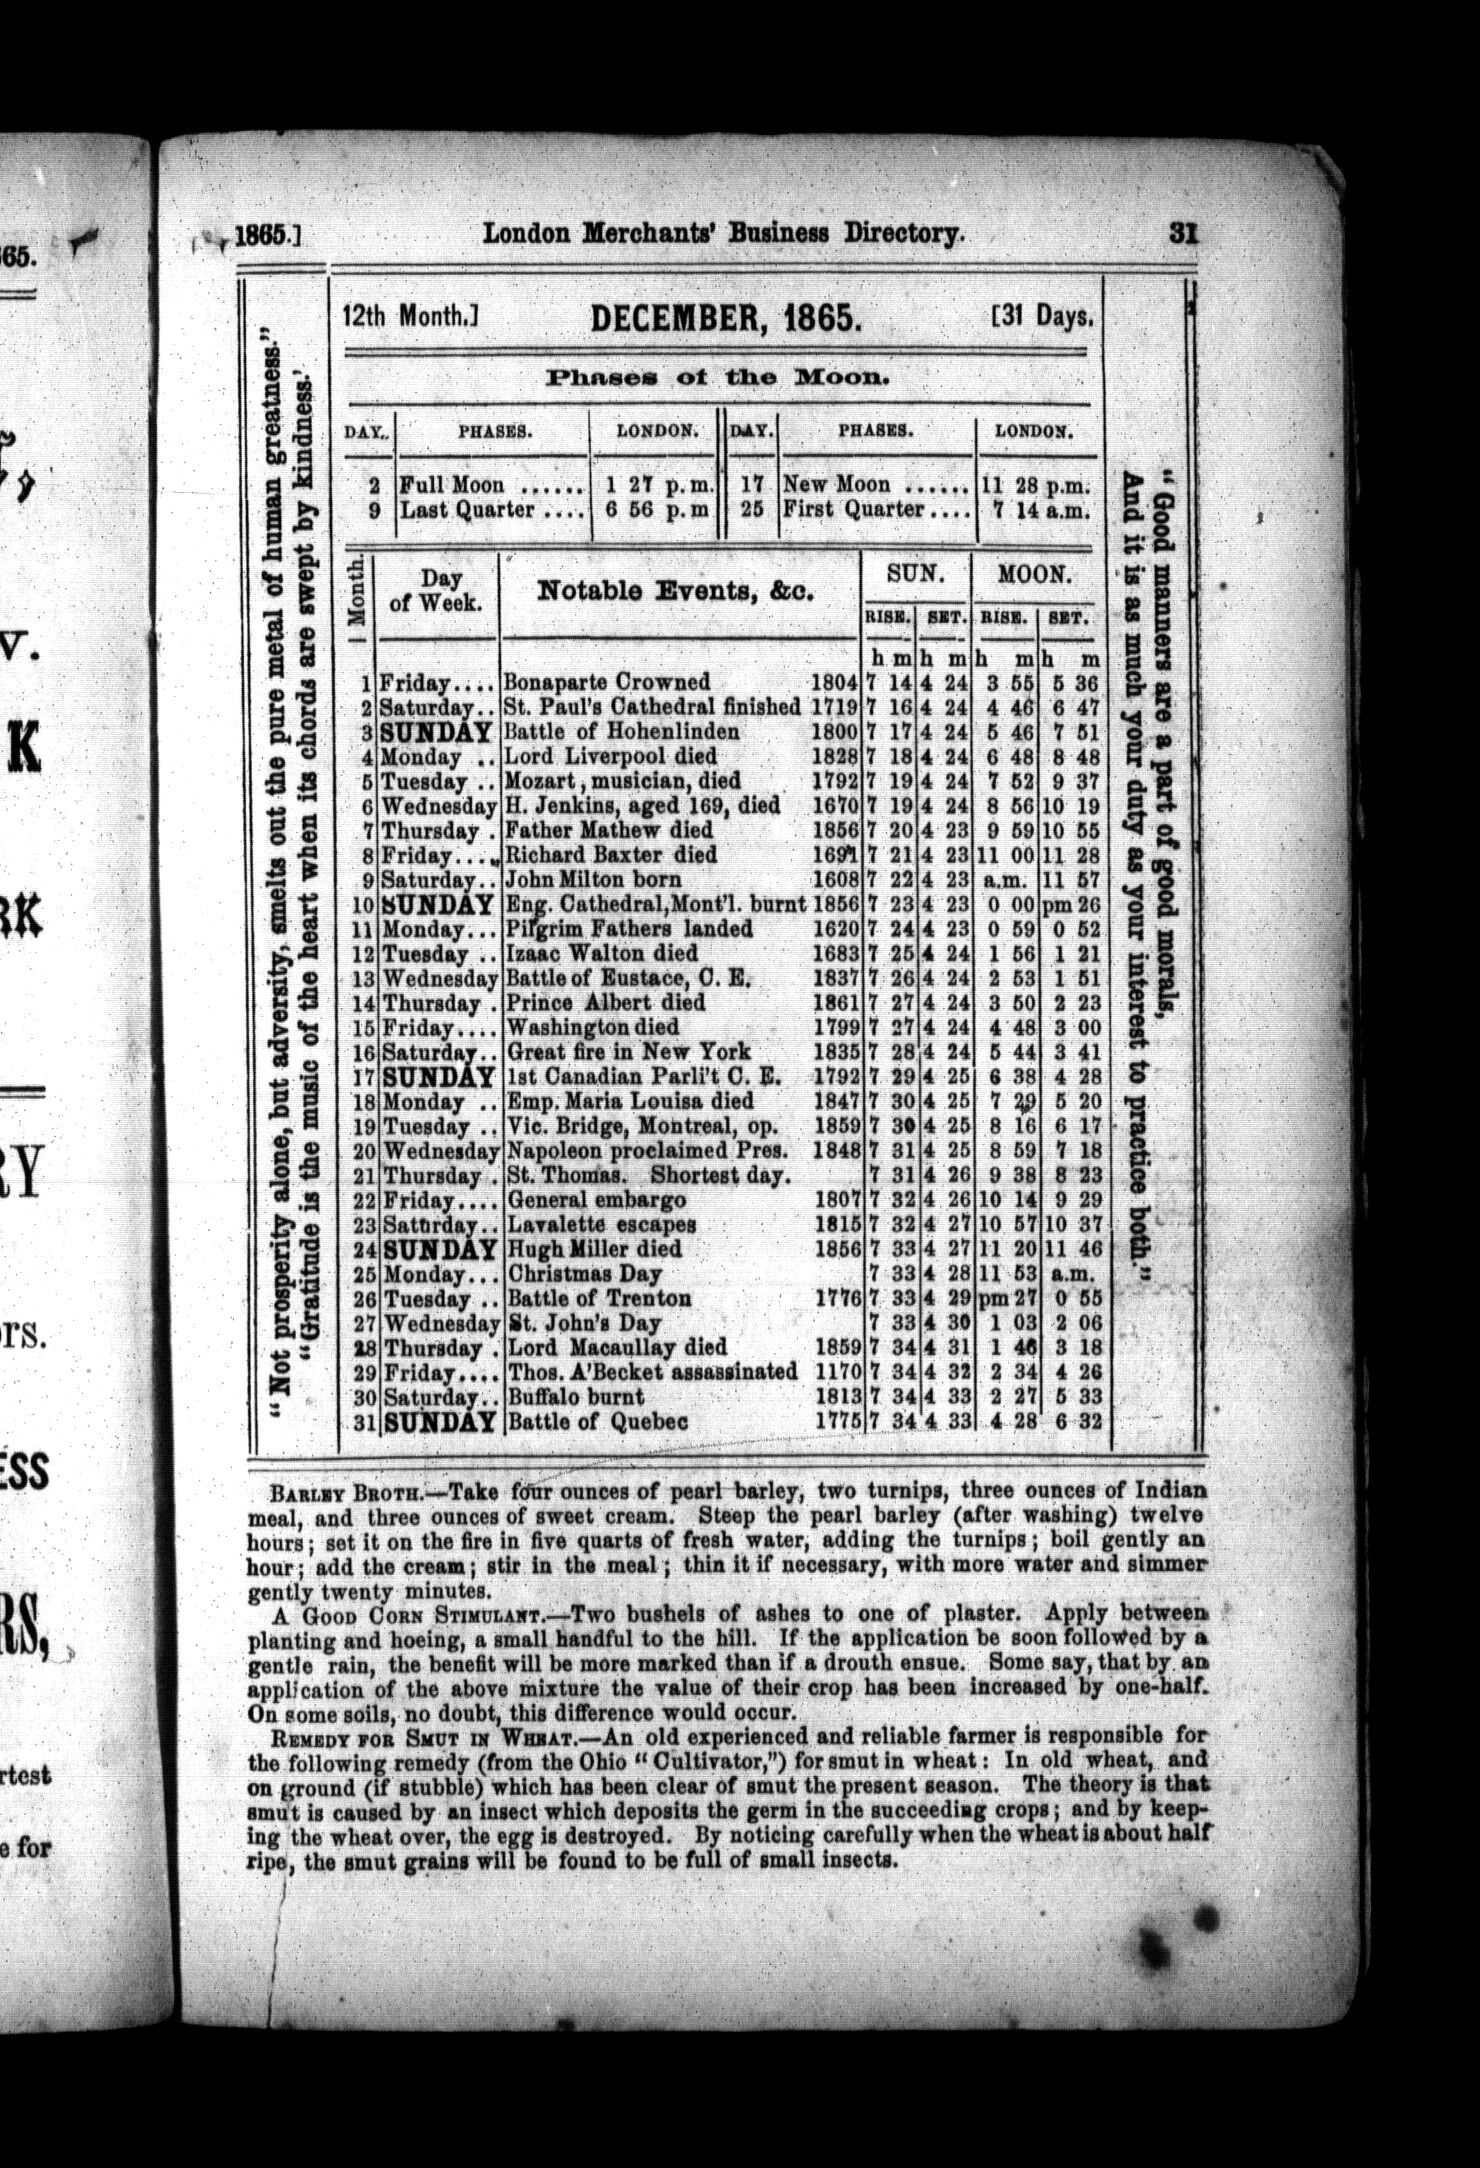 65.
V.
K
RK
RY
ors.
ESS
RS,
rtest
e for
1865.] London Merchants' Business Directory. 31
"Not prosperity alone, but adversity, smelts out the pure metal of human greatness."
"Gratitude is the music of the heart when its chords are swept by kindness.'
12th Month.] DECEMBER, 1865. [31 Days.
Phases of the Moon.
DAY. PHASES. LONDON. DAY. PHASES. LONDON.
2 Full Moon ...... 1 27 p.m. 17 New Moon ...... 11 28 p.m.
9 Last Quarter .... 6 56 p.m 25 First Quarter .... 7 14 a.m.
Month. Day of Week. Notable Events, &c. SUN. MOON.
RISE. SET. RISE. SET.
h m h m h m h m
1 Friday.... Bonaparte Crowned 1804 7 14 4 24 3 55 5 36
2 Saturday.. St. Paul's Cathedral finished 1719 7 16 4 24 4 46 6 47
3 SUNDAY Battle of Hohenlinden 1800 7 17 4 24 5 46 7 51
4 Monday .. Lord Liverpool died 1828 7 18 4 24 6 48 8 48
5 Tuesday .. Mozart, musician, died 1792 7 19 4 24 7 52 9 37
6 Wednesday H. Jenkins, aged 169, died 1670 7 19 4 24 8 56 10 19
7 Thursday . Father Mathew died 1856 7 20 4 23 9 59 10 55
8 Friday.... Richard Baxter died 1691 7 21 4 23 11 00 11 28
9 Saturday.. John Milton born 1608 7 22 4 23 a.m. 11 57
10 SUNDAY Eng. Cathedral, Mont'l. burnt 1856 7 23 4 23 0 00 pm 26
11 Monday... Pilgrim Fathers landed 1620 7 24 4 23 0 59 0 52
12 Tuesday .. Izaac Walton died 1683 7 25 4 24 1 56 1 21
13 Wednesday Battle of Eustace, C. E. 1837 7 26 4 24 2 53 1 51
14 Thursday . Prince Albert died 1861 7 27 4 24 3 50 2 23
15 Friday.... Washington died 1799 7 27 4 24 4 48 3 00
16 Saturday.. Great fire in New York 1835 7 28 4 24 5 44 3 41
17 SUNDAY 1st Canadian Parli't C. E. 1792 7 29 4 25 6 38 4 28
18 Monday .. Emp. Maria Louisa died 1847 7 30 4 25 7 29 5 20
19 Tuesday .. Vic. Bridge, Montreal, op. 1859 7 30 4 25 8 16 6 17
20 Wednesday Napoleon proclaimed Pres. 1848 7 31 4 25 8 59 7 18
21 Thursday . St. Thomas. Shortest day. 7 31 4 26 9 38 8 23
22 Friday.... General embargo 1807 7 32 4 26 10 14 9 29
23 Saturday.. Lavalette escapes 1815 7 32 4 27 10 57 10 37
24 SUNDAY Hugh Miller died 1856 7 33 4 27 11 20 11 46
25 Monday... Christmas Day 7 33 4 28 11 53 a.m.
26 Tuesday .. Battle of Trenton 1776 7 33 4 29 pm 27 0 55
27 Wednesday St. John's Day 7 33 4 30 1 03 2 06
28 Thursday . Lord Macaullay died 1859 7 34 4 31 1 46 3 18
29 Friday.... Thos. A'Becket assassinated 1170 7 34 4 32 2 34 4 26
30 Saturday.. Buffalo burnt 1813 7 34 4 33 2 27 5 33
31 SUNDAY Battle of Quebec 1775 7 34 4 33 4 28 6 32
"Good manners are a part of good morals,
And it is as much your duty as your interest to practice both."
BARLEY BROTH.—Take four ounces of pearl barley, two turnips, three ounces of Indian
meal, and three ounces of sweet cream. Steep the pearl barley (after washing) twelve
hours; set it on the fire in five quarts of fresh water, adding the turnips; boil gently an
hour; add the cream; stir in the meal; thin it if necessary, with more water and simmer
gently twenty minutes.
A GOOD CORN STIMULANT.—Two bushels of ashes to one of plaster. Apply between
planting and hoeing, a small handful to the hill. If the application be soon followed by a
gentle rain, the benefit will be more marked than if a drouth ensue. Some say, that by an
application of the above mixture the value of their crop has been increased by one-half.
On some soils, no doubt, this difference would occur.
REMEDY FOR SMUT IN WHEAT.—An old experienced and reliable farmer is responsible for
the following remedy (from the Ohio "Cultivator,") for smut in wheat: In old wheat, and
on ground (if stubble) which has been clear of smut the present season. The theory is that
smut is caused by an insect which deposits the germ in the succeeding crops; and by keep-
ing the wheat over, the egg is destroyed. By noticing carefully when the wheat is about half
ripe, the smut grains will be found to be full of small insects.